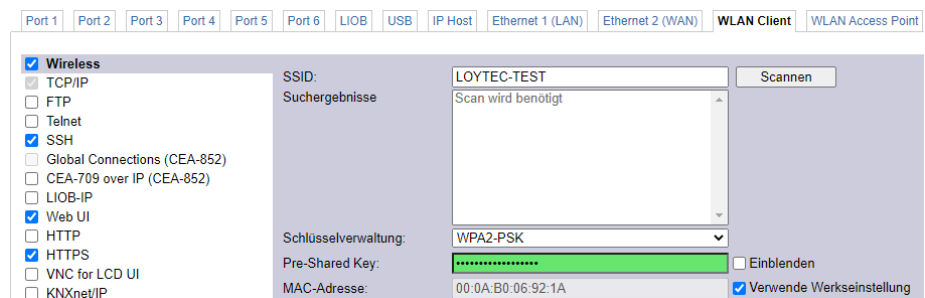 Port 1 Port 2 Port 3 Port 4 Port 5 Port 6 LIOB USB IP Host Ethernet 1 (LAN) Ethernet 2 (WAN) WLAN Client WLAN Access Point
Wireless
TCP/IP
FTP
Telnet
SSH
Global Connections (CEA-852)
CEA-709 over IP (CEA-852)
LIOB-IP
Web UI
HTTP
HTTPS
VNC for LCD UI
KNXnet/IP
SSID: LOYTEC-TEST Scannen
Suchergebnisse Scan wird benötigt
Schlüsselverwaltung: WPA2-PSK
Pre-Shared Key: •••••••••••••••••• Einblenden
MAC-Adresse: 00:0A:B0:06:92:1A Verwende Werkseinstellung